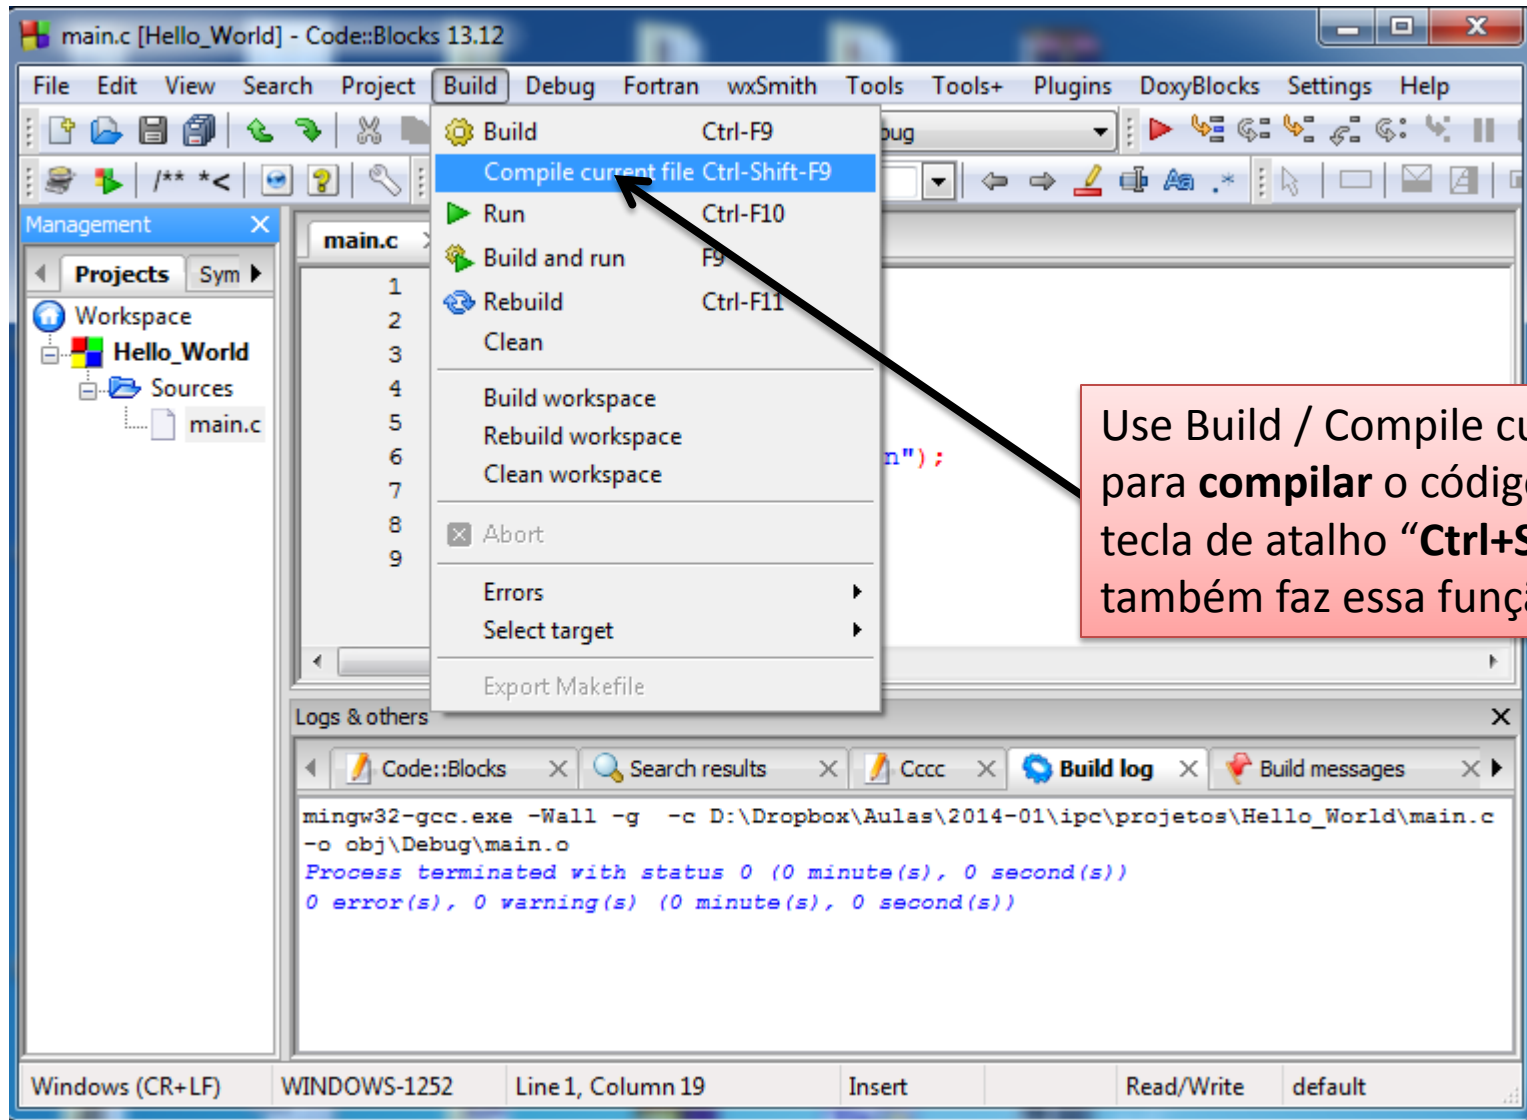 main.c [Hello_World] - Code::Blocks 13.12
File Edit View Search Project Build Debug Fortran wxSmith Tools Tools+ Plugins DoxyBlocks Settings Help
Build Ctrl-F9
Compile current file Ctrl-Shift-F9
Run Ctrl-F10
Build and run F9
Rebuild Ctrl-F11
Clean
Build workspace
Rebuild workspace
Clean workspace
Abort
Errors
Select target
Export Makefile
/** *<
Management
Projects Sym
Workspace
Hello_World
Sources
main.c
main.c
1
2
3
4
5
6 n");
7
8
9
Use Build / Compile
para compilar o
tecla de atalho “
também faz essa
Logs & others
Code::Blocks Search results Cccc Build log Build messages
mingw32-gcc.exe -Wall -g -c D:\Dropbox\Aulas\2014-01\ipc\projetos\Hello_World\main.c
-o obj\Debug\main.o
Process terminated with status 0 (0 minute(s), 0 second(s))
0 error(s), 0 warning(s) (0 minute(s), 0 second(s))
Windows (CR+LF) WINDOWS-1252 Line 1, Column 19 Insert Read/Write default